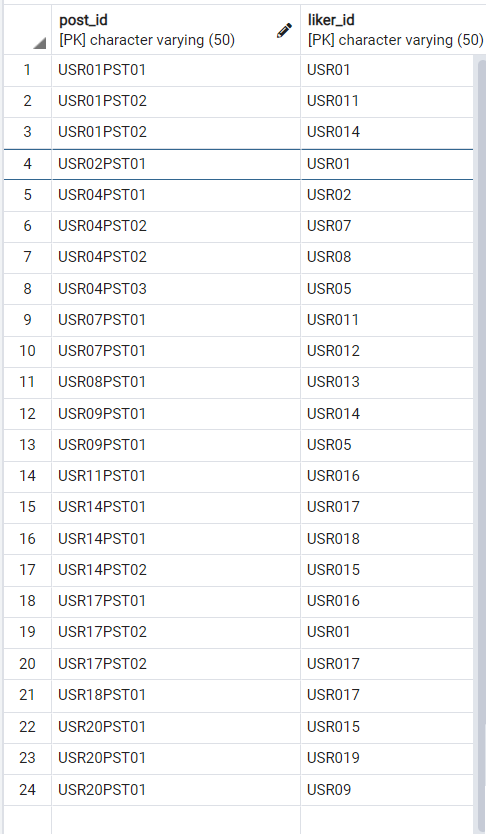 post_id liker_id
[PK] character varying (50) [PK] character varying (50)
1 USR01PST01 USR01
2 USR01PST02 USR011
3 USR01PST02 USR014
4 USR02PST01 USR01
5 USR04PST01 USR02
6 USR04PST02 USR07
7 USR04PST02 USR08
8 USR04PST03 USR05
9 USR07PST01 USR011
10 USR07PST01 USR012
11 USR08PST01 USR013
12 USR09PST01 USR014
13 USR09PST01 USR05
14 USR11PST01 USR016
15 USR14PST01 USR017
16 USR14PST01 USR018
17 USR14PST02 USR015
18 USR17PST01 USR016
19 USR17PST02 USR01
20 USR17PST02 USR017
21 USR18PST01 USR017
22 USR20PST01 USR015
23 USR20PST01 USR019
24 USR20PST01 USR09